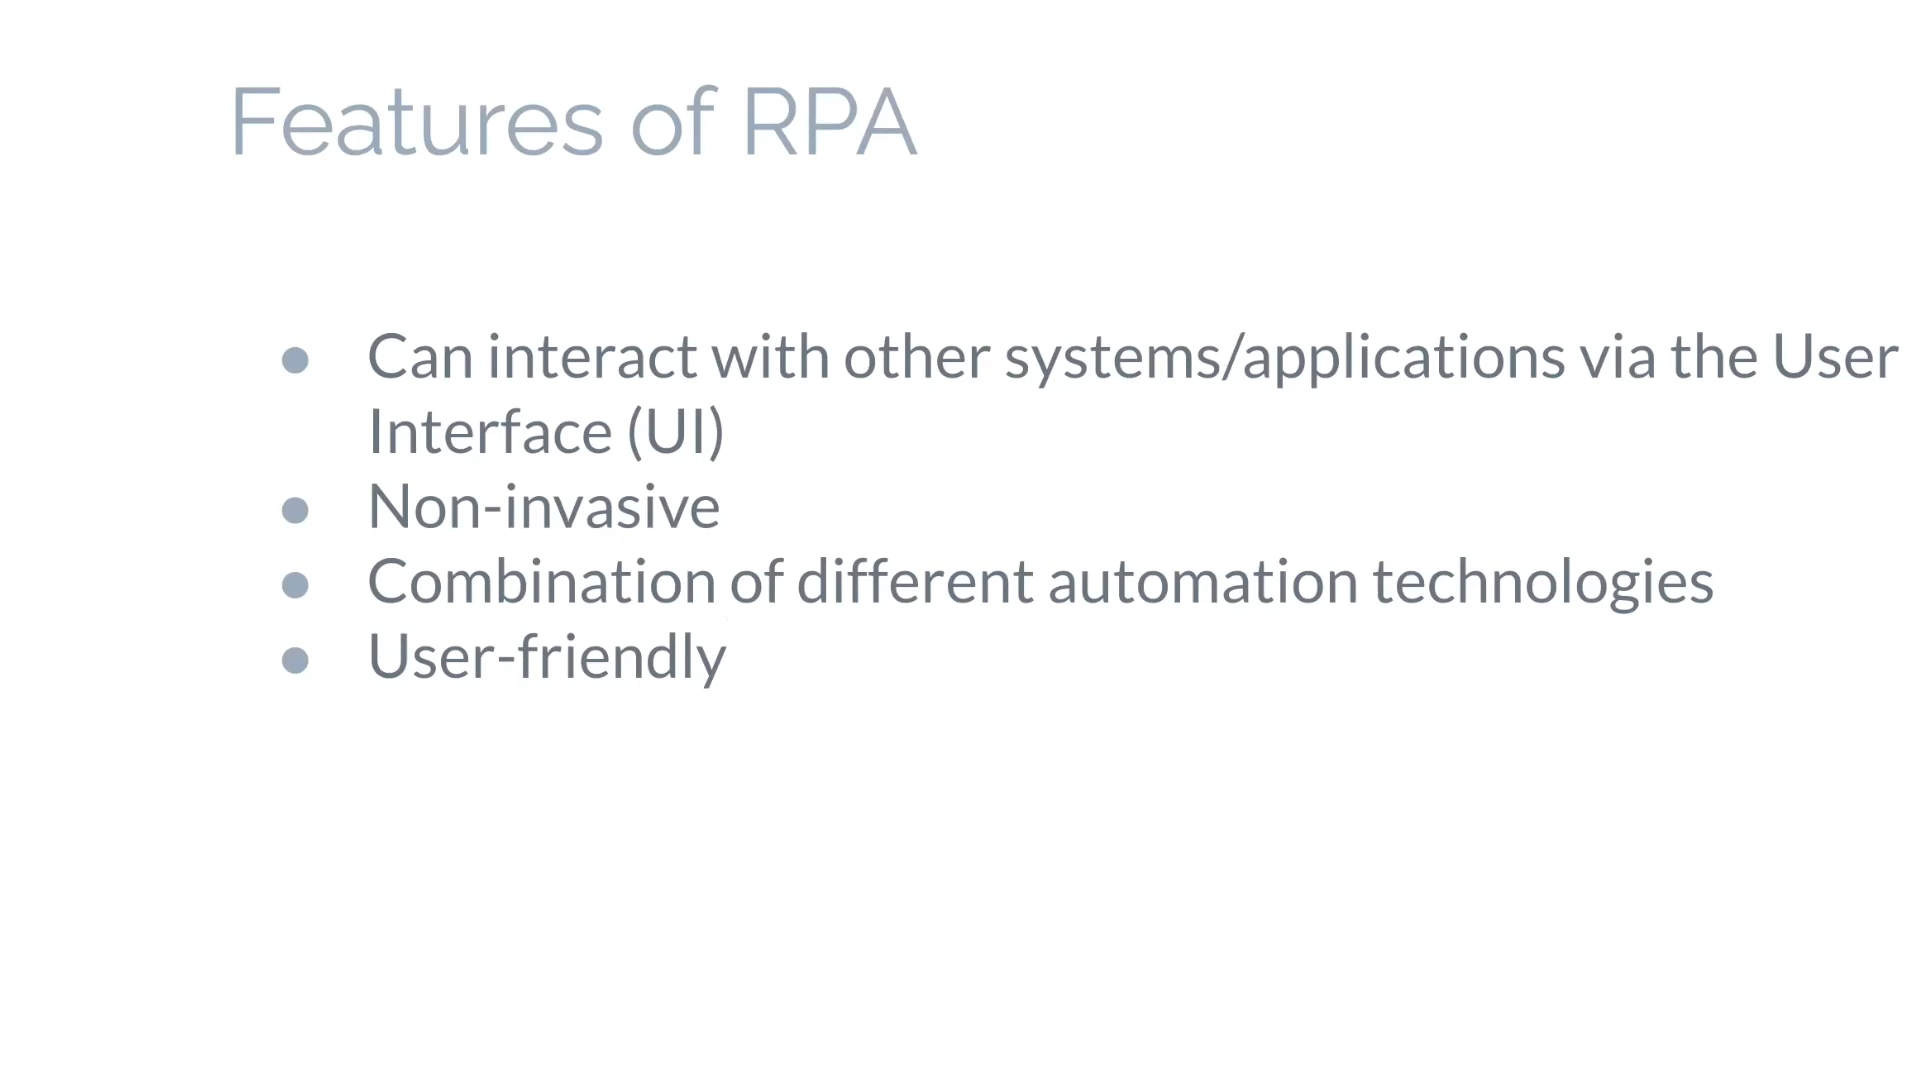 Features of RPA
● Can interact with other systems/applications via the User
Interface (UI)
● Non-invasive
● Combination of different automation technologies
● User-friendly